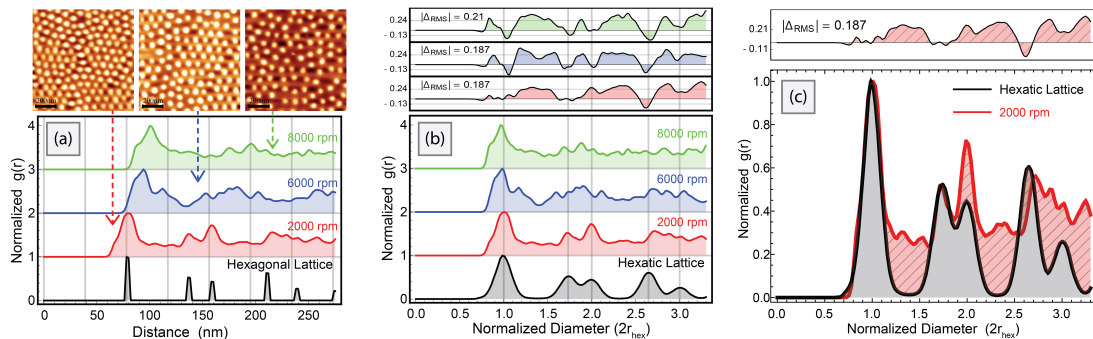 200nm
200nm
200nm
(a)
8000 rpm
6000 rpm
2000 rpm
Hexagonal Lattice
Normalized g(r)
4
3
2
1
0
0
50
100
150
200
250
Distance (nm)
0.24
- 0.13
|ΔRMS| = 0.21
0.24
- 0.13
|ΔRMS| = 0.187
0.24
- 0.13
|ΔRMS| = 0.187
(b)
8000 rpm
6000 rpm
2000 rpm
Hexatic Lattice
Normalized g(r)
4
3
2
1
0
0.0
0.5
1.0
1.5
2.0
2.5
3.0
Normalized Diameter (2rhex)
0.21
- 0.11
|ΔRMS| = 0.187
(c)
Hexatic Lattice
2000 rpm
Normalized g(r)
1.0
0.8
0.6
0.4
0.2
0.0
0.0
0.5
1.0
1.5
2.0
2.5
3.0
Normalized Diameter (2rhex)